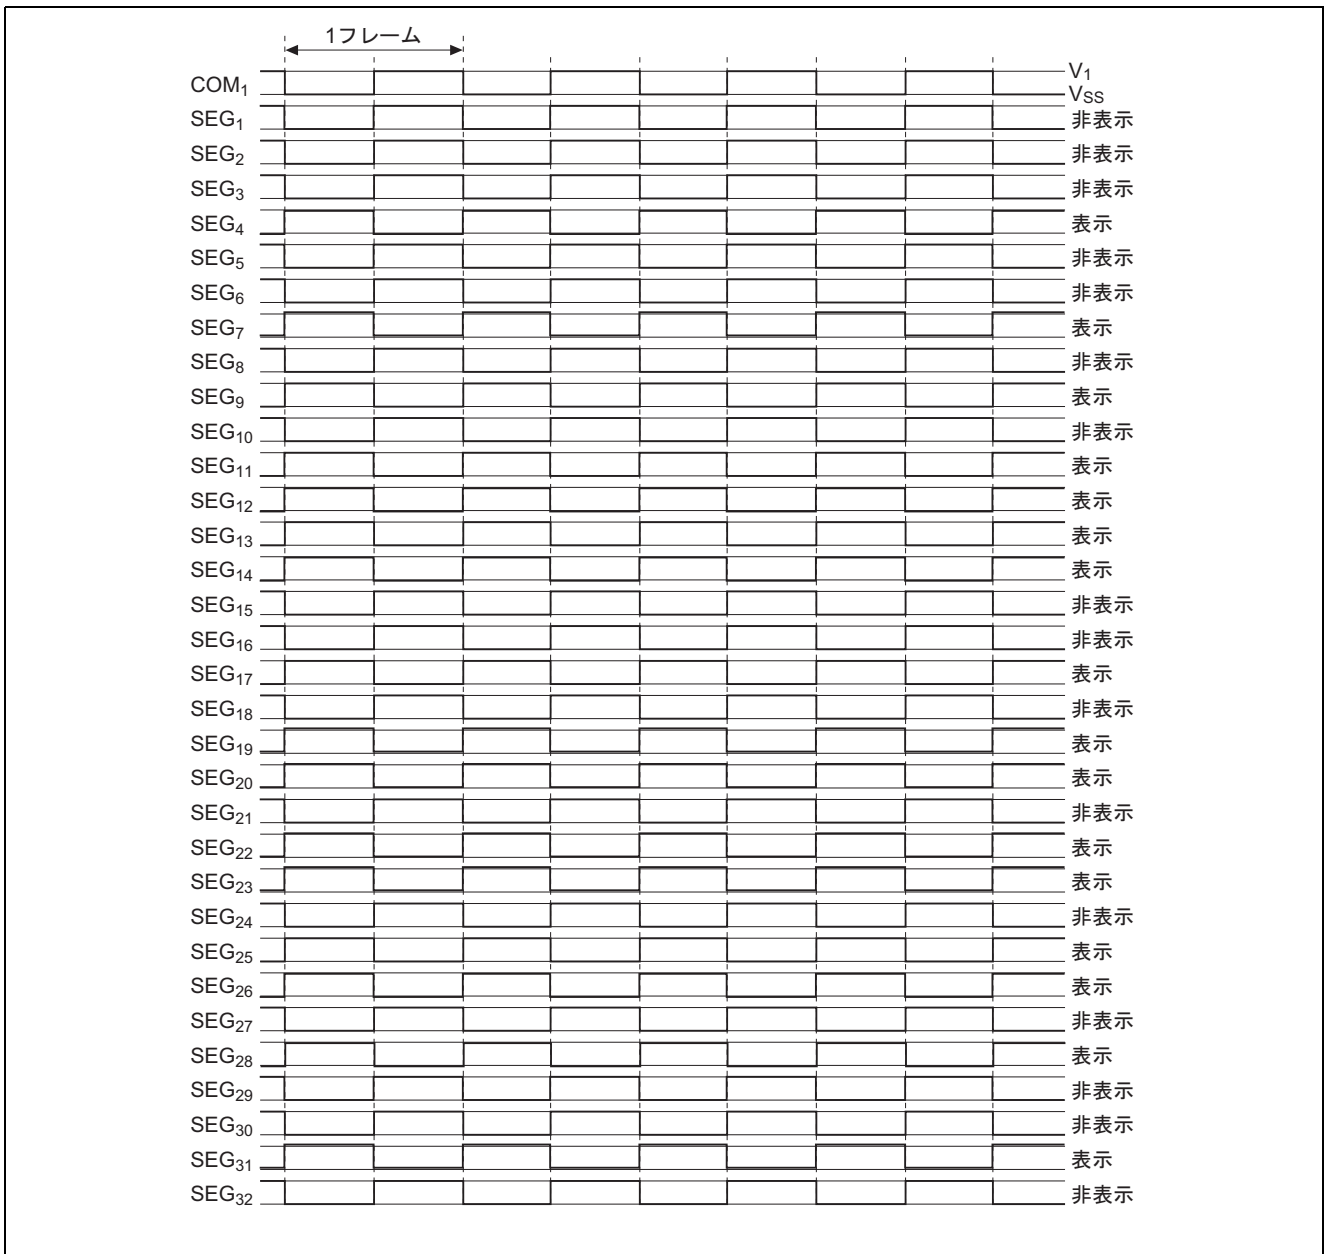 1フレーム
COM1 V1
VSS
SEG1 非表示
SEG2 非表示
SEG3 非表示
SEG4 表示
SEG5 非表示
SEG6 非表示
SEG7 表示
SEG8 非表示
SEG9 表示
SEG10 非表示
SEG11 表示
SEG12 表示
SEG13 表示
SEG14 表示
SEG15 非表示
SEG16 非表示
SEG17 表示
SEG18 非表示
SEG19 表示
SEG20 表示
SEG21 非表示
SEG22 表示
SEG23 表示
SEG24 非表示
SEG25 表示
SEG26 表示
SEG27 非表示
SEG28 表示
SEG29 非表示
SEG30 非表示
SEG31 表示
SEG32 非表示